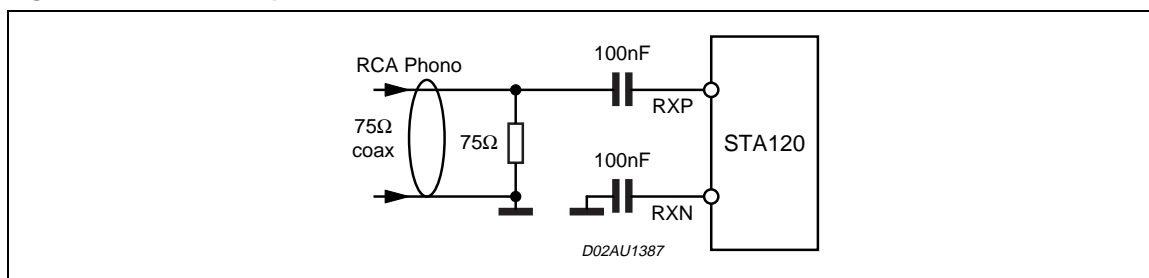 100nF
RCA Phono
RXP
75Ω
coax
75Ω
STA120
100nF
RXN
D02AU1387